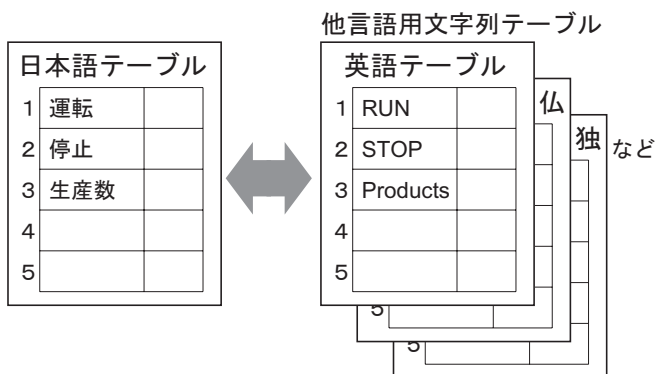 他言語用文字列テーブル
日本語テーブル
1 運転
2 停止
3 生産数
4
5
英語テーブル
1 RUN
2 STOP
3 Products
4
5
仏
5
独
5
など